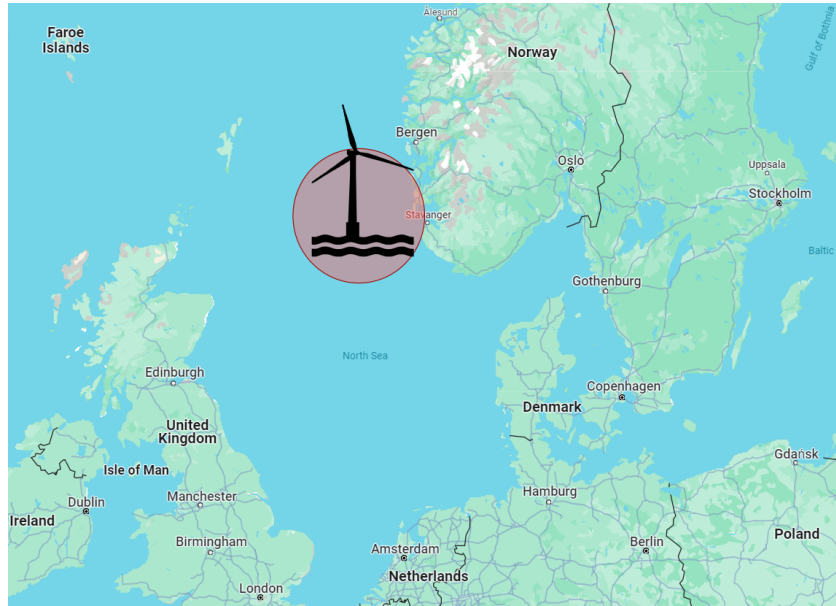 Ålesund
Faroe
Islands
Norway
Gulf of Bothnia
Bergen
Oslo
Uppsala
Stockholm
Stavanger
Baltic
Gothenburg
North Sea
Edinburgh
Copenhagen
Denmark
United
Kingdom
Isle of Man
Gdańsk
Manchester
Hamburg
Dublin
Ireland
Poland
Birmingham
Amsterdam
Berlin
Netherlands
London